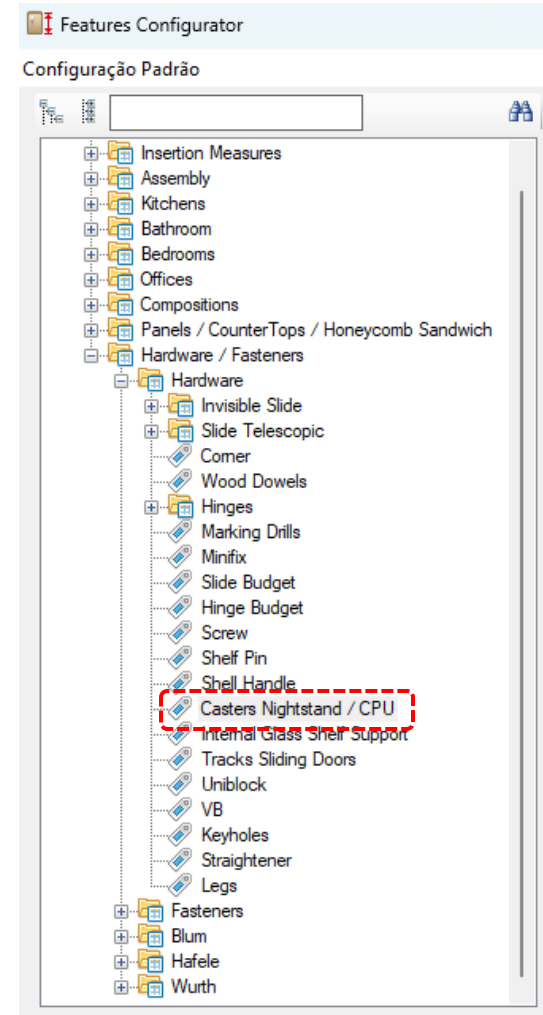 Features Configurator
Configuração Padrão
Insertion Measures
Assembly
Kitchens
Bathroom
Bedrooms
Offices
Compositions
Panels / CounterTops / Honeycomb Sandwich
Hardware / Fasteners
Hardware
Invisible Slide
Slide Telescopic
Corner
Wood Dowels
Hinges
Marking Drills
Minifix
Slide Budget
Hinge Budget
Screw
Shelf Pin
Shell Handle
Casters Nightstand / CPU
Internal Glass Shelf Support
Tracks Sliding Doors
Uniblock
VB
Keyholes
Straightener
Legs
Fasteners
Blum
Hafele
Wurth